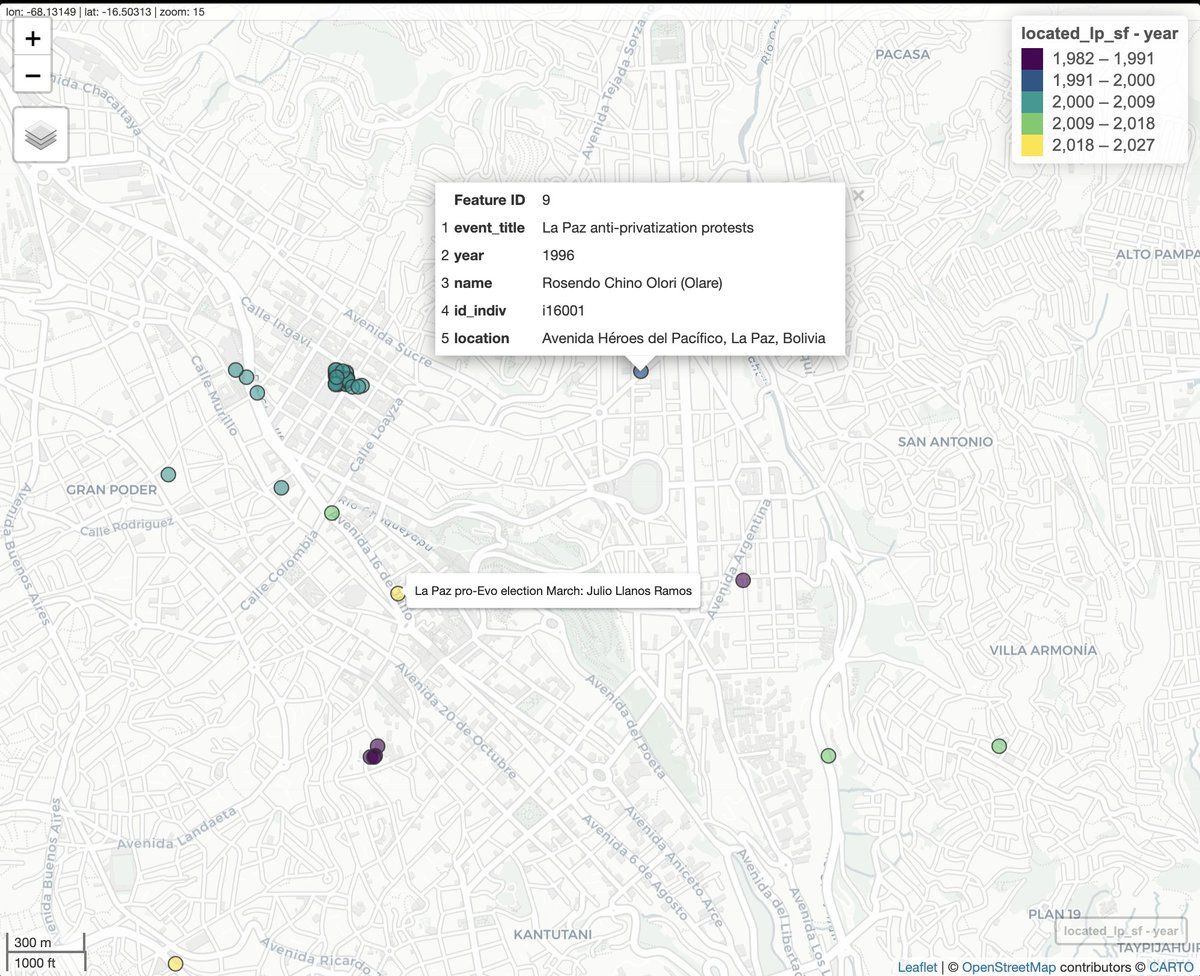 lon: -68.13149 | lat: -16.50313 | zoom: 15
+
−
located_lp_sf - year
1,982 – 1,991
1,991 – 2,000
2,000 – 2,009
2,009 – 2,018
2,018 – 2,027
PACASA
Avenida Tejada Sorza
Feature ID 9
1 event_title La Paz anti-privatization protests
2 year 1996
3 name Rosendo Chino Olori (Olare)
4 id_indiv i16001
5 location Avenida Héroes del Pacífico, La Paz, Bolivia
ALTO PAMPA
Calle Ingavi
Avenida Sucre
Calle Murillo
Calle Loayza
SAN ANTONIO
GRAN PODER
Calle Rodriguez
Avenida Buenos Aires
Calle Colombia
Avenida 16 de
Avenida Argentina
La Paz pro-Evo election March: Julio Llanos Ramos
VILLA ARMONÍA
Avenida 20 de Octubre
Avenida del Poeta
Avenida Landaeta
Avenida 6 de Agosto
Avenida Aniceto Arce
Avenida del Libertad
Avenida Los
KANTUTANI
PLAN 19
located_lp_sf - year
TAYPIJAHUIR
Avenida Ricardo
300 m
1000 ft
Leaflet | © OpenStreetMap contributors © CARTO